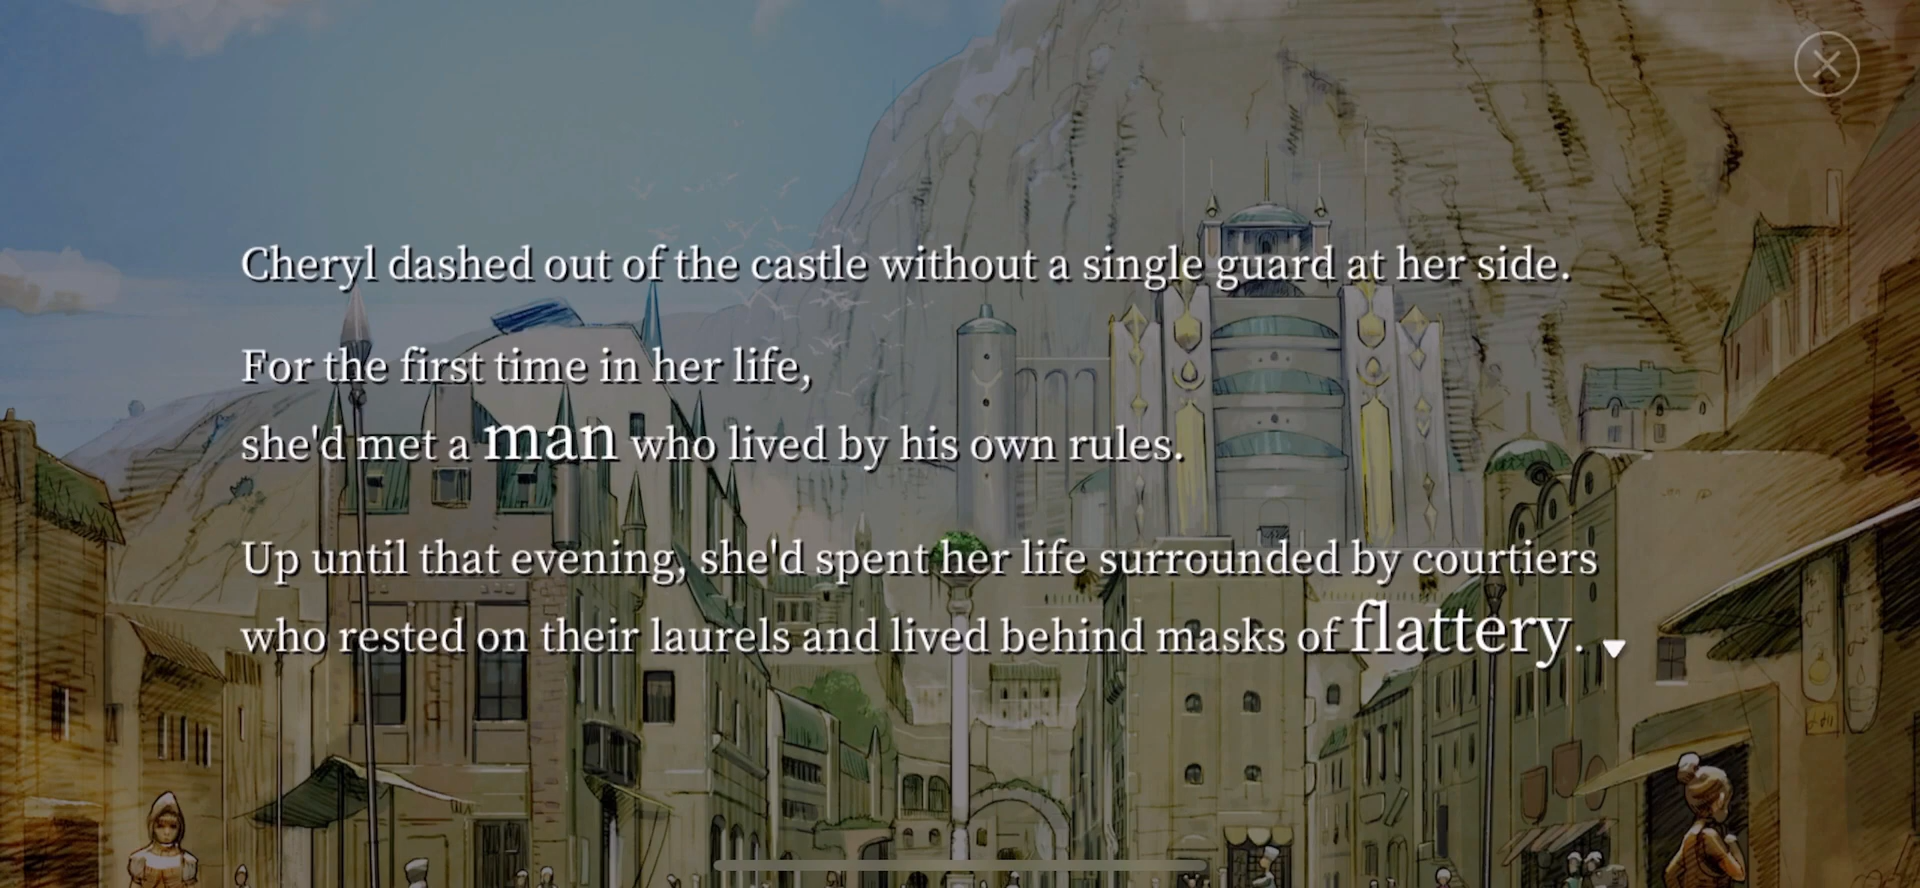 Cheryl dashed out of the castle without a single guard at her side.
For the first time in her life,
she'd met a man who lived by his own rules.
Up until that evening, she'd spent her life surrounded by courtiers
who rested on their laurels and lived behind masks of flattery.